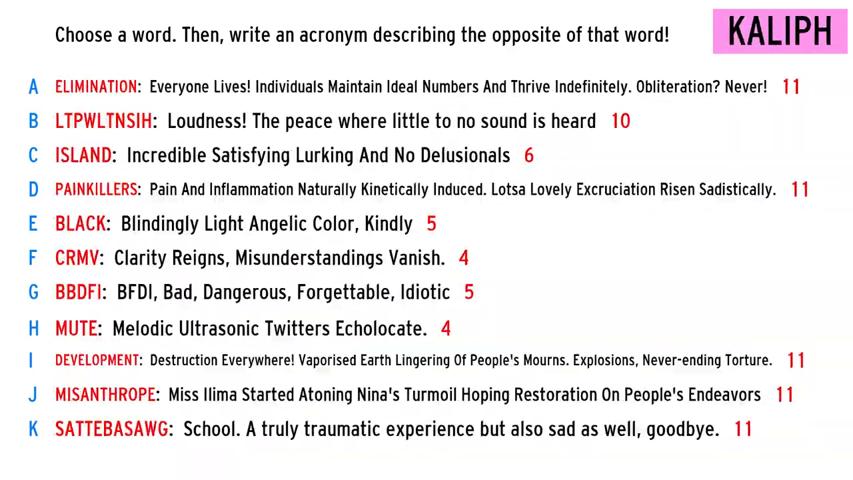 Choose a word. Then, write an acronym describing the opposite of that word!
KALIPH
A ELIMINATION: Everyone Lives! Individuals Maintain Ideal Numbers And Thrive Indefinitely. Obliteration? Never! 11
B LTPWLTNSIH: Loudness! The peace where little to no sound is heard 10
C ISLAND: Incredible Satisfying Lurking And No Delusionals 6
D PAINKILLERS: Pain And Inflammation Naturally Kinetically Induced. Lotsa Lovely Excruciation Risen Sadistically. 11
E BLACK: Blindingly Light Angelic Color, Kindly 5
F CRMV: Clarity Reigns, Misunderstandings Vanish. 4
G BBDFI: BFDI, Bad, Dangerous, Forgettable, Idiotic 5
H MUTE: Melodic Ultrasonic Twitters Echolocate. 4
I DEVELOPMENT: Destruction Everywhere! Vaporised Earth Lingering Of People's Mourns. Explosions, Never-ending Torture. 11
J MISANTHROPE: Miss Ilima Started Atoning Nina's Turmoil Hoping Restoration On People's Endeavors 11
K SATTEBASAWG: School. A truly traumatic experience but also sad as well, goodbye. 11